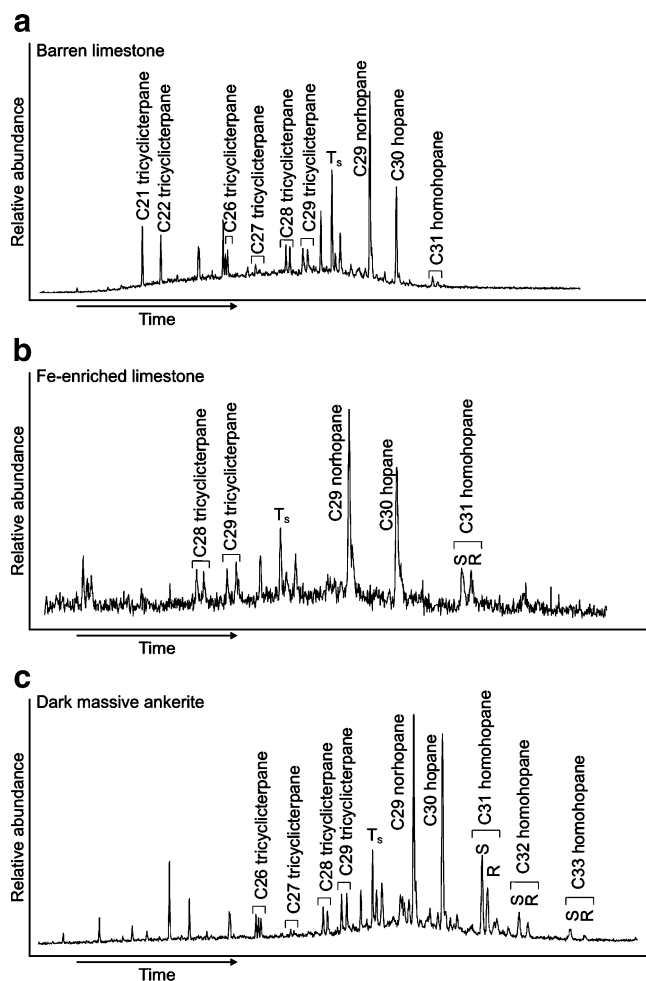 a
Barren limestone
Relative abundance
C21 tricyclicterpane
C22 tricyclicterpane
C26 tricyclicterpane
C27 tricyclicterpane
C28 tricyclicterpane
C29 tricyclicterpane
Ts
C29 norhopane
C30 hopane
C31 homohopane
Time
b
Fe-enriched limestone
Relative abundance
C28 tricyclicterpane
C29 tricyclicterpane
Ts
C29 norhopane
C30 hopane
C31 homohopane
S
R
Time
c
Dark massive ankerite
Relative abundance
C26 tricyclicterpane
C27 tricyclicterpane
C28 tricyclicterpane
C29 tricyclicterpane
Ts
C29 norhopane
C30 hopane
C31 homohopane
S
R
C32 homohopane
S
R
C33 homohopane
S
R
Time